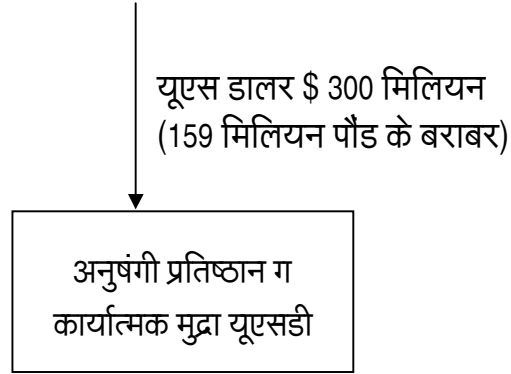 यूएस डालर $ 300 मिलियन
(159 मिलियन पौंड के बराबर)
अनुषंगी प्रतिष्ठान ग
कार्यात्मक मुद्रा यूएसडी